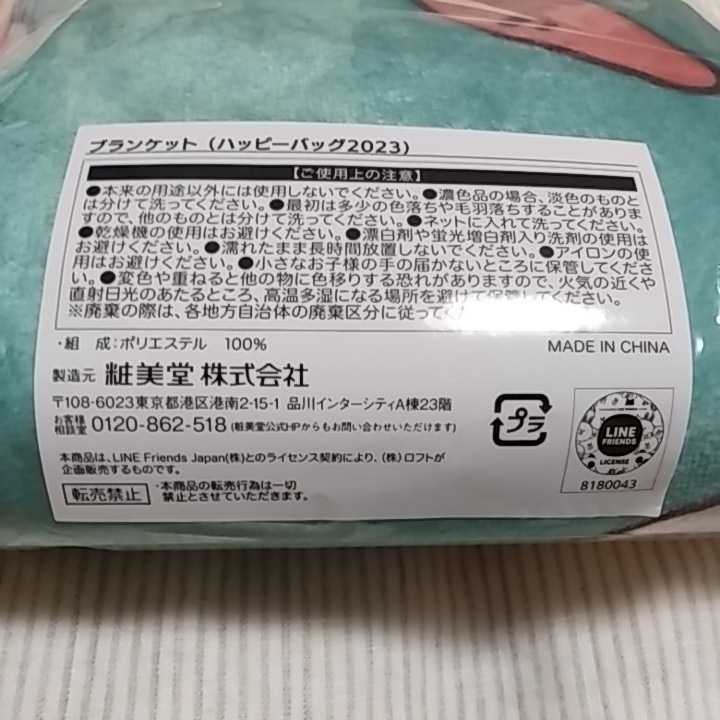 ブランケット（ハッピーバッグ2023）
【ご使用上の注意】
●本来の用途以外には使用しないでください。●濃色品の場合、淡色のものと
は分けて洗ってください。●最初は多少の色落ちや毛羽落ちすることがありま
すので、他のものとは分けて洗ってください。●ネットに入れて洗ってください。
●乾燥機の使用はお避けください。●漂白剤や蛍光増白剤入り洗剤の使用は
お避けください。●濡れたまま長時間放置しないでください。●アイロンの使
用はお避けください。●小さなお子様の手の届かないところに保管してくださ
い。●変色や重ねると他の物に色移りする恐れがありますので、火気の近くや
直射日光のあたるところ、高温多湿になる場所を避けて保管してください。
※廃棄の際は、各地方自治体の廃棄区分に従って
・組　成:ポリエステル　100%
MADE IN CHINA
製造元 粧美堂 株式会社
〒108-6023東京都港区港南2-15-1 品川インターシティA棟23階
お客様相談室 0120-862-518 (粧美堂公式HPからもお問い合わせいただけます)
プラ
LINE
FRIENDS
LICENSE
8180043
本商品は、LINE Friends Japan(株)とのライセンス契約により、(株)ロフトが
企画販売するものです。
転売禁止
・本商品の転売行為は一切
禁止とさせていただきます。